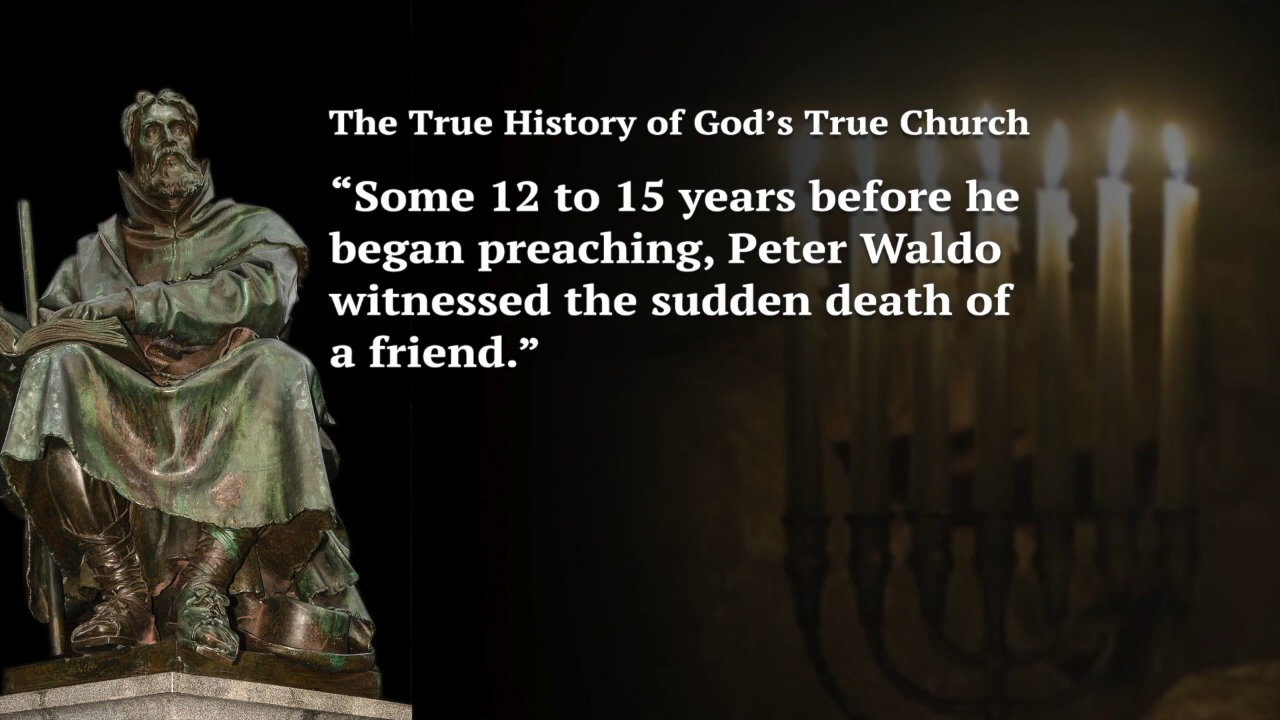 The True History of God’s True Church
“Some 12 to 15 years before he
began preaching, Peter Waldo
witnessed the sudden death of
a friend.”